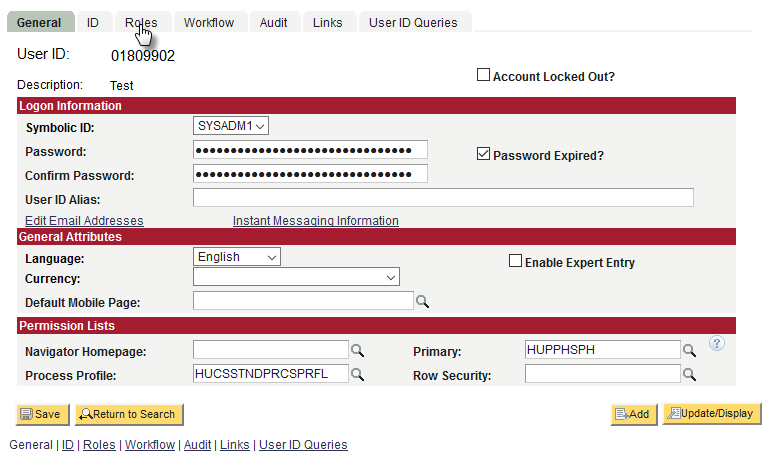 General ID Roles Workflow Audit Links User ID Queries
User ID: 01809902
Account Locked Out?
Description: Test
Logon Information
Symbolic ID: SYSADM1
Password: ●●●●●●●●●●●●●●●●●●●●●●●●●●●●●●●● Password Expired?
Confirm Password: ●●●●●●●●●●●●●●●●●●●●●●●●●●●●●●●●
User ID Alias:
Edit Email Addresses Instant Messaging Information
General Attributes
Language: English Enable Expert Entry
Currency:
Default Mobile Page:
Permission Lists
Navigator Homepage: Primary: HUPPHSPH ?
Process Profile: HUCSSTNDPRCSPRFL Row Security:
Save Return to Search Add Update/Display
General | ID | Roles | Workflow | Audit | Links | User ID Queries